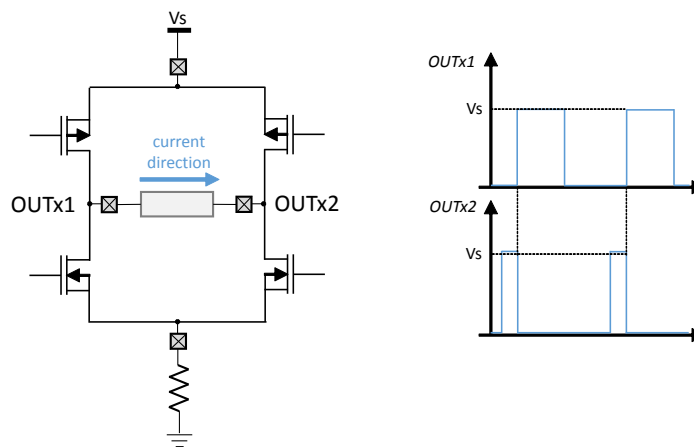 Vs
OUTx1
Vs
current
direction
OUTx1
OUTx2
OUTx2
Vs